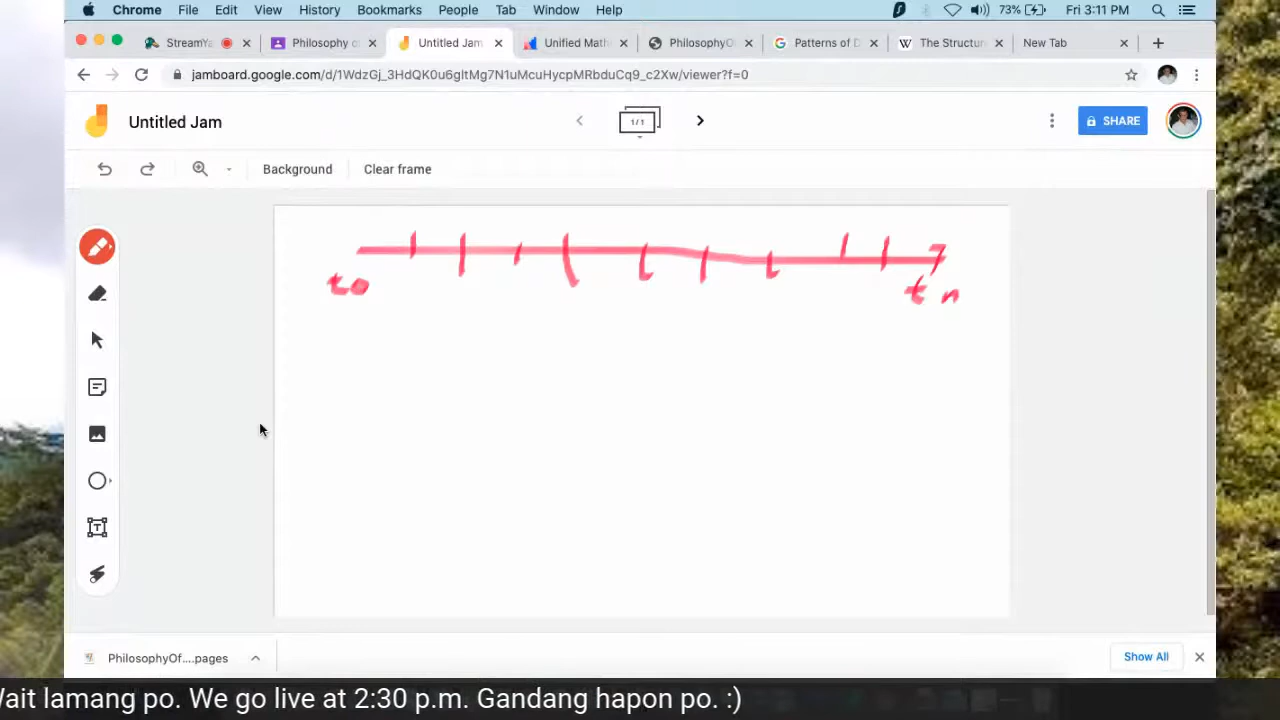 Chrome File Edit View History Bookmarks People Tab Window Help 73% Fri 3:11 PM
StreamYa Philosophy o Untitled Jam Unified Math PhilosophyO Patterns of D The Structur New Tab
jamboard.google.com/d/1WdzGj_3HdQK0u6gltMg7N1uMcuHycpMRbduCq9_c2Xw/viewer?f=0
Untitled Jam 1/1 SHARE
Background Clear frame
to tn
PhilosophyOf....pages Show All
Wait lamang po. We go live at 2:30 p.m. Gandang hapon po. :)